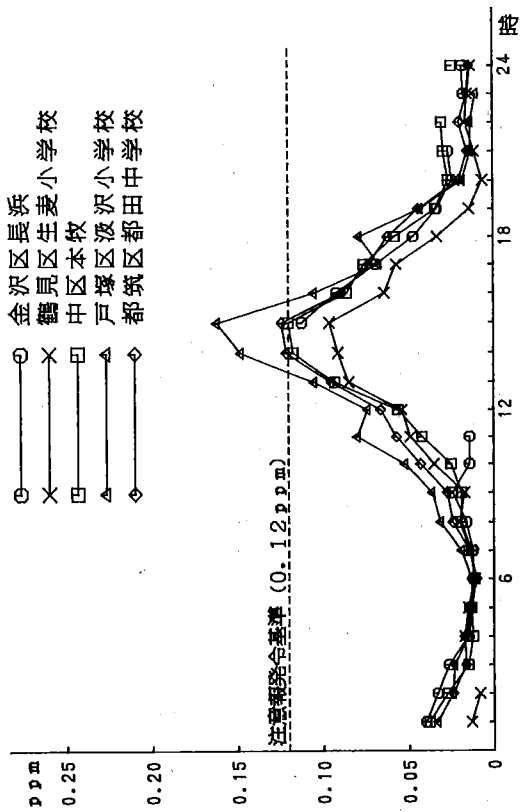 ppm
0.25
0.20
0.15
0.10
0.05
0
6
12
18
24
時
金沢区長浜
鶴見区生麦小学校
中区本牧
戸塚区汲沢小学校
都筑区都田中学校
注意報発令基準（0.12ppm）